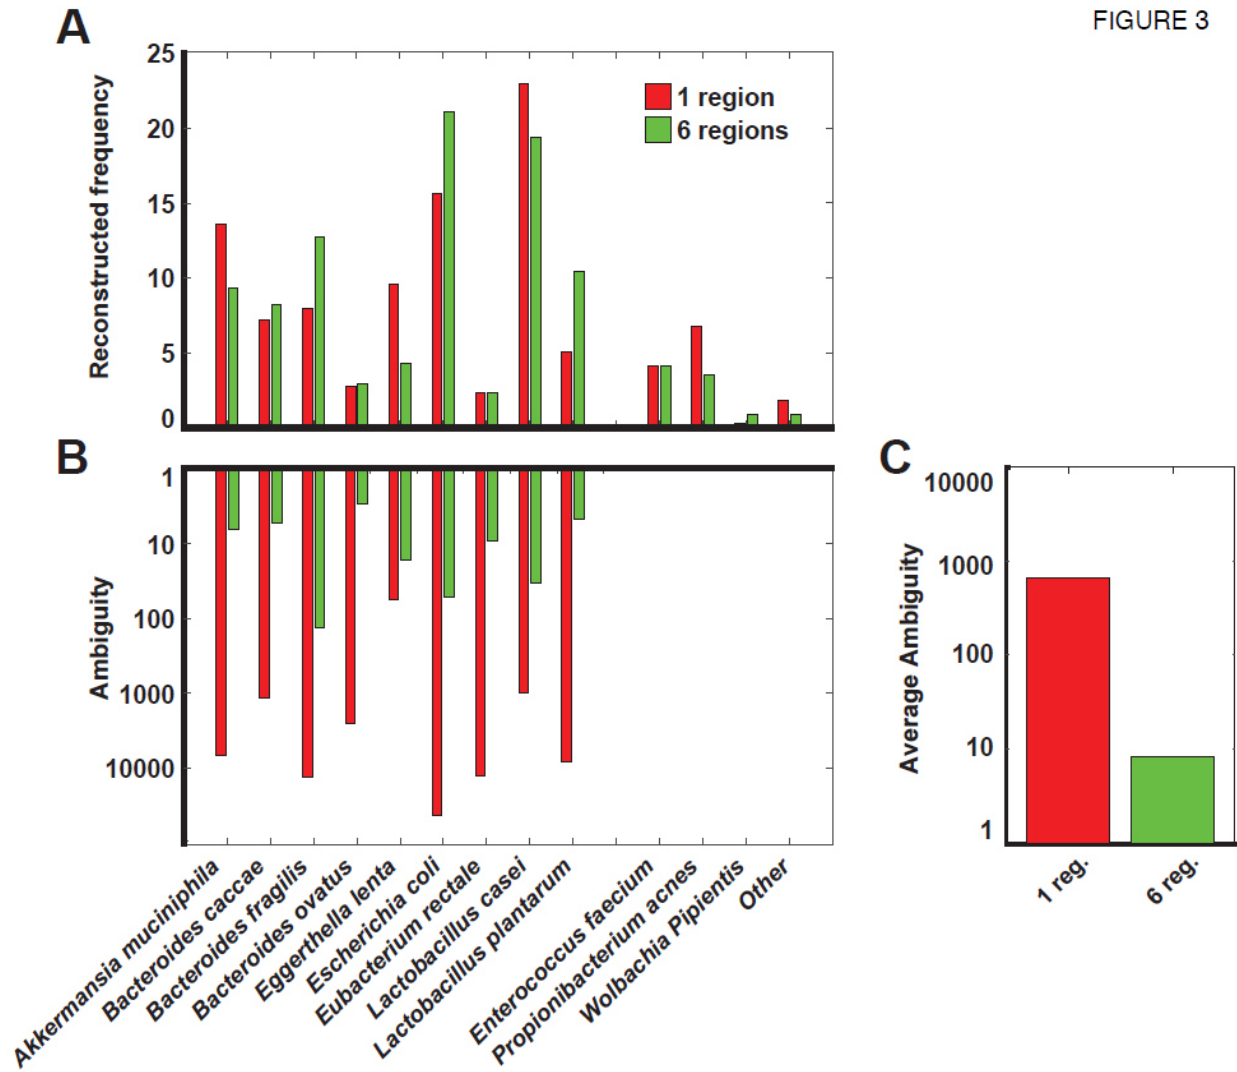 A
FIGURE 3
25
20
15
10
5
0
Reconstructed frequency
1 region
6 regions
B
1
10
100
1000
10000
Ambiguity
Akkermansia muciniphila
Bacteroides caccae
Bacteroides fragilis
Bacteroides ovatus
Eggerthella lenta
Escherichia coli
Eubacterium rectale
Lactobacillus casei
Lactobacillus plantarum
Enterococcus faecium
Propionibacterium acnes
Wolbachia Pipientis
Other
C
10000
1000
100
10
1
Average Ambiguity
1 reg.
6 reg.